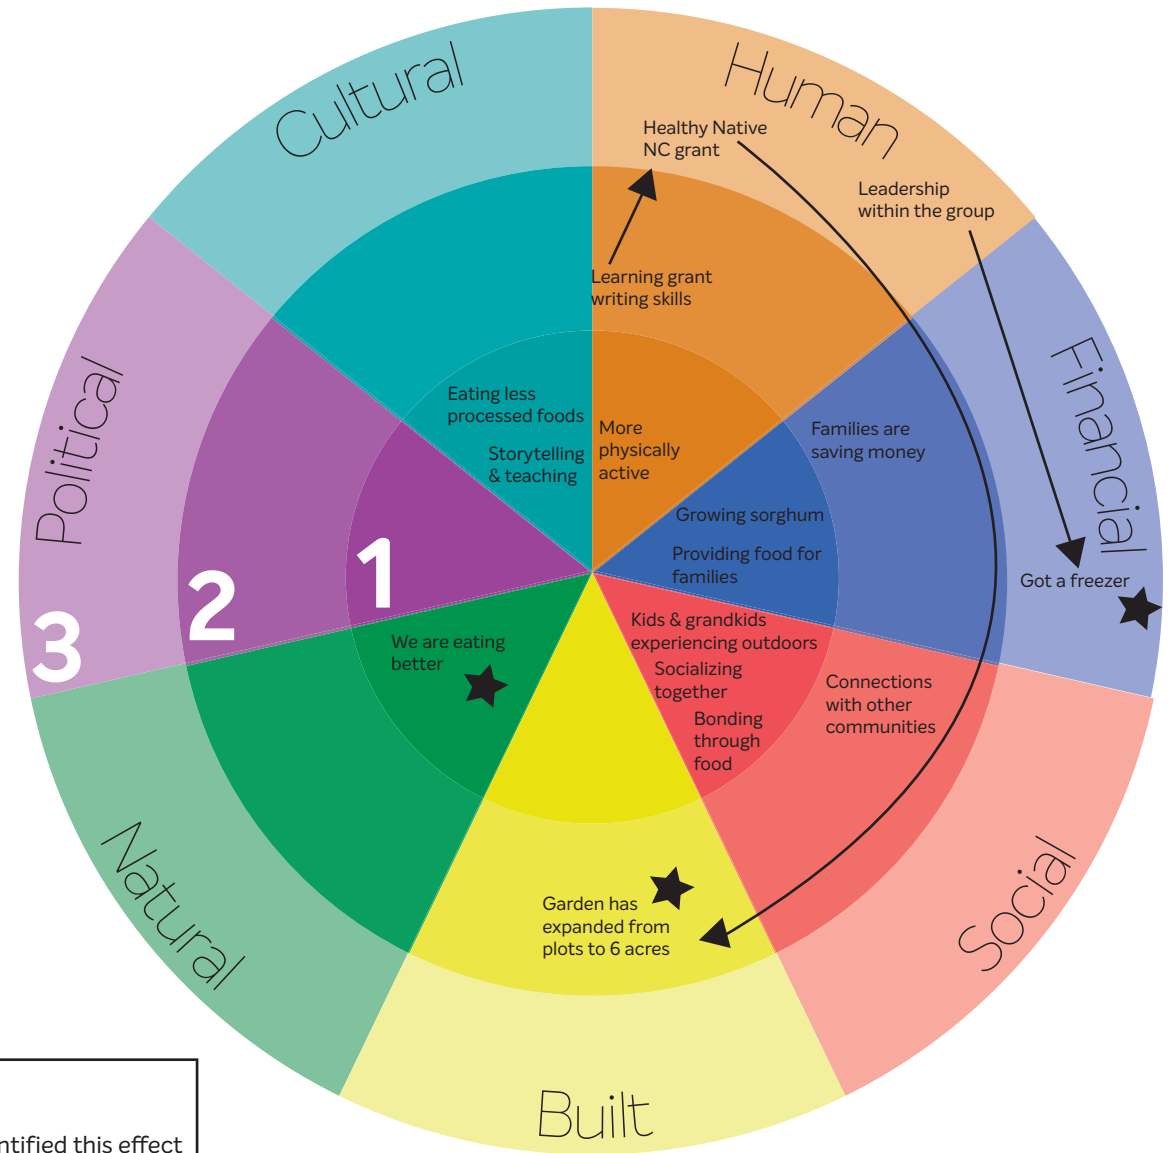 Cultural
Human
Healthy Native
NC grant
Leadership
within the group
Learning grant
writing skills
Political
Financial
Eating less
processed foods
Storytelling
& teaching
More
physically
active
Families are
saving money
Growing sorghum
Providing food for
families
Got a freezer
1
2
3
We are eating
better
Kids & grandkids
experiencing outdoors
Socializing
together
Bonding
through
food
Connections
with other
communities
Natural
Social
Garden has
expanded from
plots to 6 acres
Built
this effect